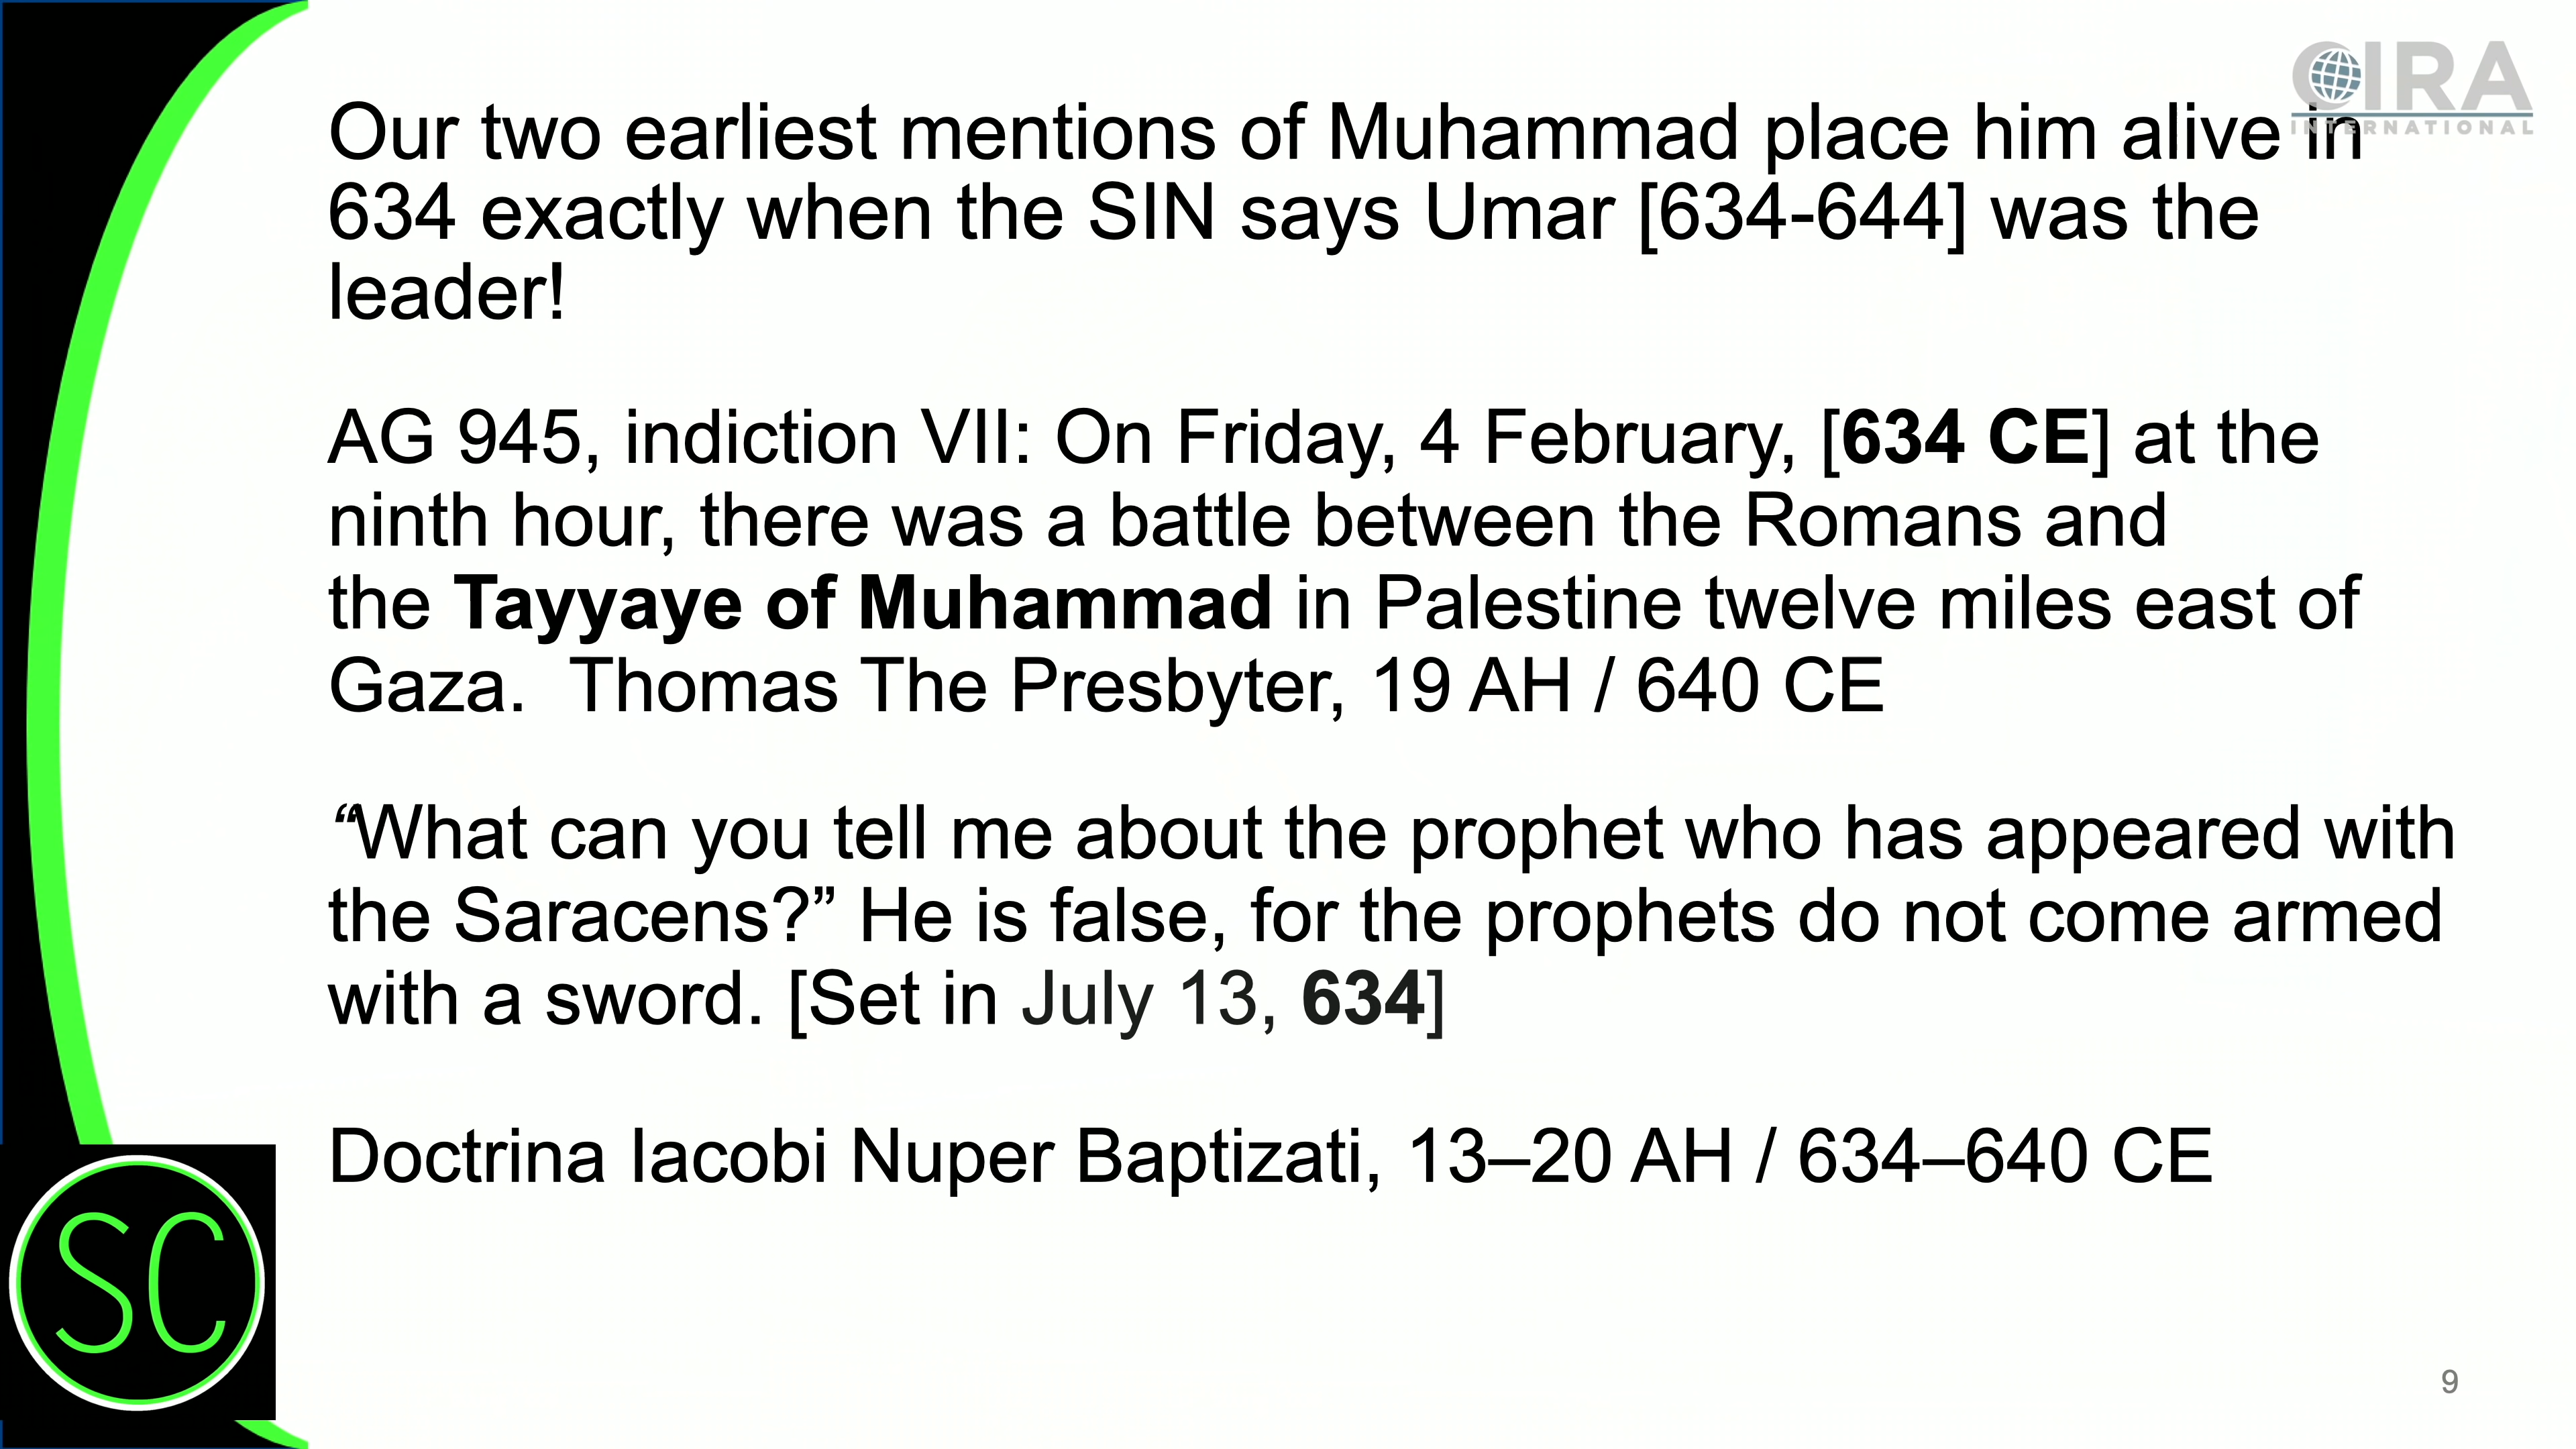 CIRA
INTERNATIONAL
Our two earliest mentions of Muhammad place him alive in
634 exactly when the SIN says Umar [634-644] was the
leader!
AG 945, indiction VII: On Friday, 4 February, [634 CE] at the
ninth hour, there was a battle between the Romans and
the Tayyaye of Muhammad in Palestine twelve miles east of
Gaza.  Thomas The Presbyter, 19 AH / 640 CE
“What can you tell me about the prophet who has appeared with
the Saracens?” He is false, for the prophets do not come armed
with a sword. [Set in July 13, 634]
Doctrina Iacobi Nuper Baptizati, 13–20 AH / 634–640 CE
SC
9